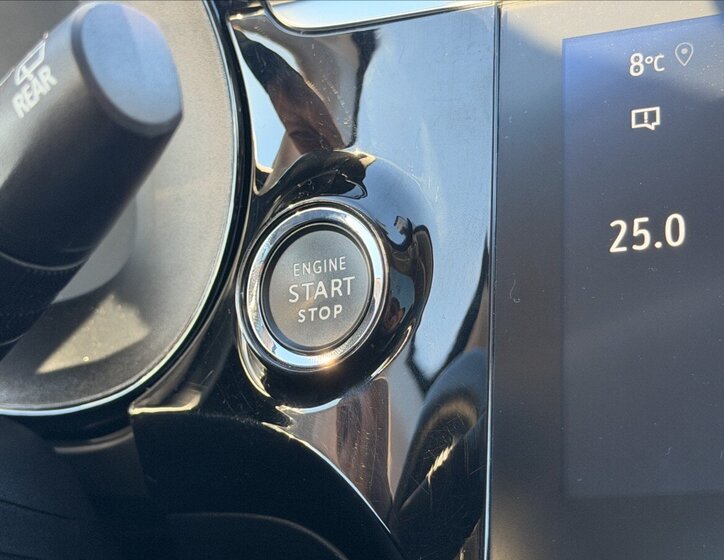 REAR
8°C
25.0
ENGINE
START
STOP